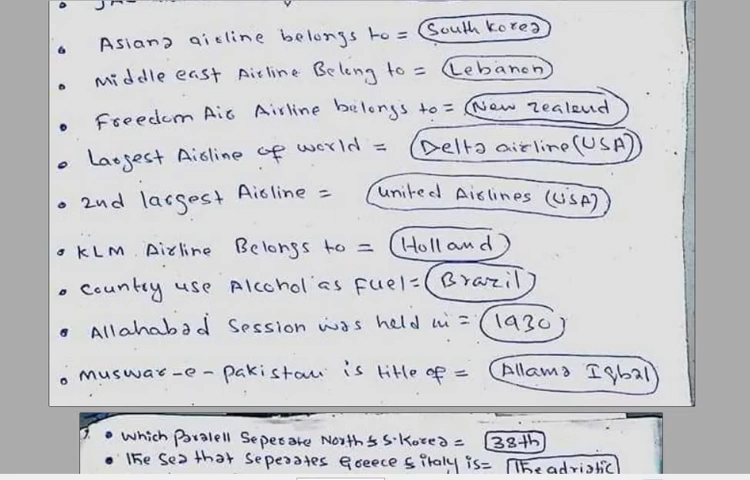 • Asiana airline belongs to = South Korea
• Middle east Airline Belong to = Lebanon
• Freedom Air Airline belongs to = New zealand
• Largest Airline of world = Delta airline (USA)
• 2nd largest Airline = united Airlines (USA)
• KLM Airline Belongs to = Holland
• Country use Alcohol as Fuel = Brazil
• Allahabad Session was held in = 1930
• Muswar-e-pakistan is title of = Allama Iqbal
• Which Paralell Seperate North & S.Korea = 38th
• The Sea that Seperates Greece & italy is = The adriatic